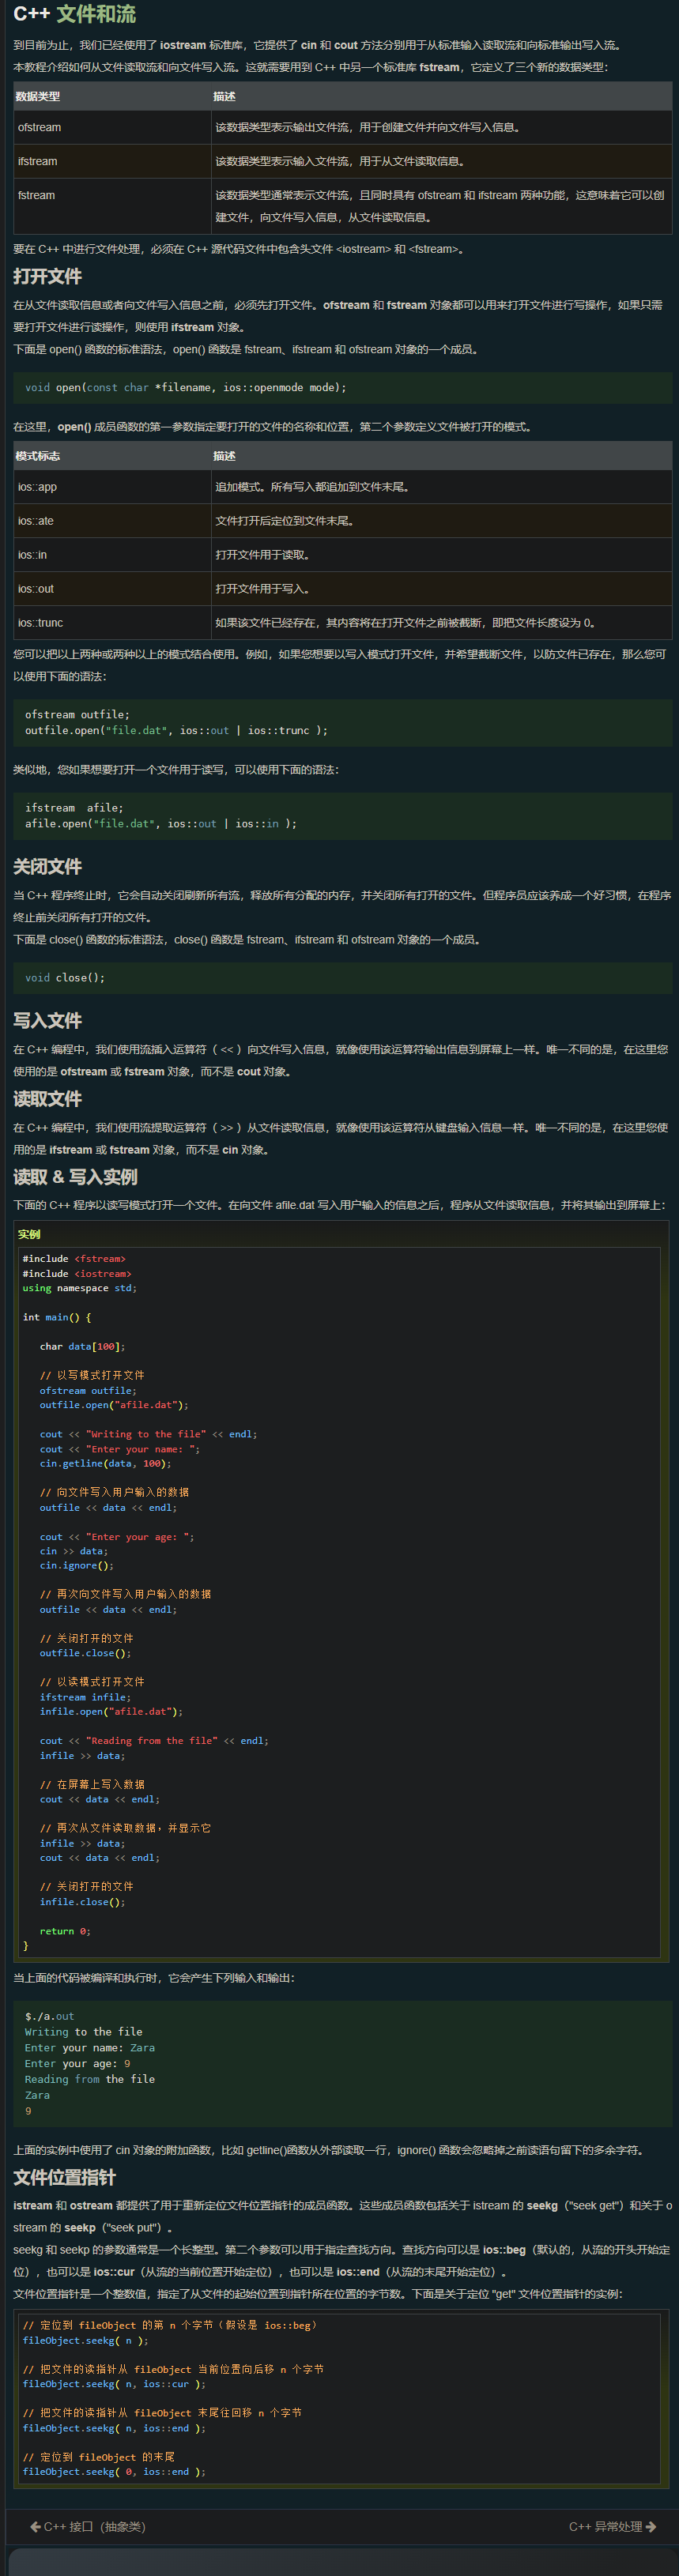 C++ 文件和流
到目前为止，我们已经使用了 iostream 标准库，它提供了 cin 和 cout 方法分别用于从标准输入读取流和向标准输出写入流。
本教程介绍如何从文件读取流和向文件写入流。这就需要用到 C++ 中另一个标准库 fstream，它定义了三个新的数据类型：
数据类型 描述
ofstream 该数据类型表示输出文件流，用于创建文件并向文件写入信息。
ifstream 该数据类型表示输入文件流，用于从文件读取信息。
fstream 该数据类型通常表示文件流，且同时具有 ofstream 和 ifstream 两种功能，这意味着它可以创
建文件，向文件写入信息，从文件读取信息。
要在 C++ 中进行文件处理，必须在 C++ 源代码文件中包含头文件 <iostream> 和 <fstream>。
打开文件
在从文件读取信息或者向文件写入信息之前，必须先打开文件。ofstream 和 fstream 对象都可以用来打开文件进行写操作，如果只需
要打开文件进行读操作，则使用 ifstream 对象。
下面是 open() 函数的标准语法，open() 函数是 fstream、ifstream 和 ofstream 对象的一个成员。
void open(const char *filename, ios::openmode mode);
在这里，open() 成员函数的第一参数指定要打开的文件的名称和位置，第二个参数定义文件被打开的模式。
模式标志 描述
ios::app 追加模式。所有写入都追加到文件末尾。
ios::ate 文件打开后定位到文件末尾。
ios::in 打开文件用于读取。
ios::out 打开文件用于写入。
ios::trunc 如果该文件已经存在，其内容将在打开文件之前被截断，即把文件长度设为 0。
您可以把以上两种或两种以上的模式结合使用。例如，如果您想要以写入模式打开文件，并希望截断文件，以防文件已存在，那么您可
以使用下面的语法：
ofstream outfile;
outfile.open("file.dat", ios::out | ios::trunc );
类似地，您如果想要打开一个文件用于读写，可以使用下面的语法：
ifstream  afile;
afile.open("file.dat", ios::out | ios::in );
关闭文件
当 C++ 程序终止时，它会自动关闭刷新所有流，释放所有分配的内存，并关闭所有打开的文件。但程序员应该养成一个好习惯，在程序
终止前关闭所有打开的文件。
下面是 close() 函数的标准语法，close() 函数是 fstream、ifstream 和 ofstream 对象的一个成员。
void close();
写入文件
在 C++ 编程中，我们使用流插入运算符（ << ）向文件写入信息，就像使用该运算符输出信息到屏幕上一样。唯一不同的是，在这里您
使用的是 ofstream 或 fstream 对象，而不是 cout 对象。
读取文件
在 C++ 编程中，我们使用流提取运算符（ >> ）从文件读取信息，就像使用该运算符从键盘输入信息一样。唯一不同的是，在这里您使
用的是 ifstream 或 fstream 对象，而不是 cin 对象。
读取 & 写入实例
下面的 C++ 程序以读写模式打开一个文件。在向文件 afile.dat 写入用户输入的信息之后，程序从文件读取信息，并将其输出到屏幕上：
实例
#include <fstream>
#include <iostream>
using namespace std;
int main() {
char data[100];
// 以写模式打开文件
ofstream outfile;
outfile.open("afile.dat");
cout << "Writing to the file" << endl;
cout << "Enter your name: ";
cin.getline(data, 100);
// 向文件写入用户输入的数据
outfile << data << endl;
cout << "Enter your age: ";
cin >> data;
cin.ignore();
// 再次向文件写入用户输入的数据
outfile << data << endl;
// 关闭打开的文件
outfile.close();
// 以读模式打开文件
ifstream infile;
infile.open("afile.dat");
cout << "Reading from the file" << endl;
infile >> data;
// 在屏幕上写入数据
cout << data << endl;
// 再次从文件读取数据，并显示它
infile >> data;
cout << data << endl;
// 关闭打开的文件
infile.close();
return 0;
}
当上面的代码被编译和执行时，它会产生下列输入和输出：
$./a.out
Writing to the file
Enter your name: Zara
Enter your age: 9
Reading from the file
Zara
9
上面的实例中使用了 cin 对象的附加函数，比如 getline()函数从外部读取一行，ignore() 函数会忽略掉之前读语句留下的多余字符。
文件位置指针
istream 和 ostream 都提供了用于重新定位文件位置指针的成员函数。这些成员函数包括关于 istream 的 seekg（"seek get"）和关于 o
stream 的 seekp（"seek put"）。
seekg 和 seekp 的参数通常是一个长整型。第二个参数可以用于指定查找方向。查找方向可以是 ios::beg（默认的，从流的开头开始定
位），也可以是 ios::cur（从流的当前位置开始定位），也可以是 ios::end（从流的末尾开始定位）。
文件位置指针是一个整数值，指定了从文件的起始位置到指针所在位置的字节数。下面是关于定位 "get" 文件位置指针的实例：
// 定位到 fileObject 的第 n 个字节（假设是 ios::beg）
fileObject.seekg( n );
// 把文件的读指针从 fileObject 当前位置向后移 n 个字节
fileObject.seekg( n, ios::cur );
// 把文件的读指针从 fileObject 末尾往回移 n 个字节
fileObject.seekg( n, ios::end );
// 定位到 fileObject 的末尾
fileObject.seekg( 0, ios::end );
← C++ 接口（抽象类） C++ 异常处理 →